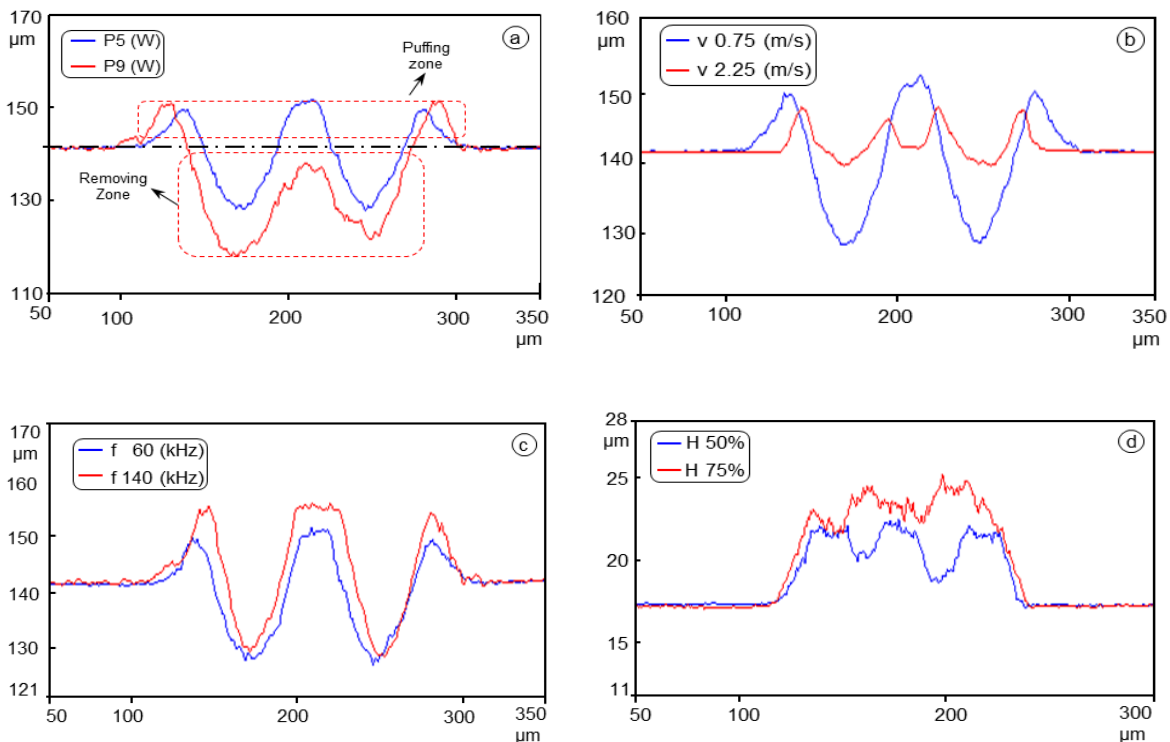 170
µm
150
130
110
50
100
200
300
350
µm
P5 (W)
P9 (W)
Puffing
zone
Removing
Zone
a
160
µm
150
140
130
120
50
100
200
300
350
µm
v 0.75 (m/s)
v 2.25 (m/s)
b
170
µm
160
150
140
130
121
50
100
200
300
350
µm
f 60 (kHz)
f 140 (kHz)
c
28
µm
25
20
15
11
50
100
200
300
µm
H 50%
H 75%
d